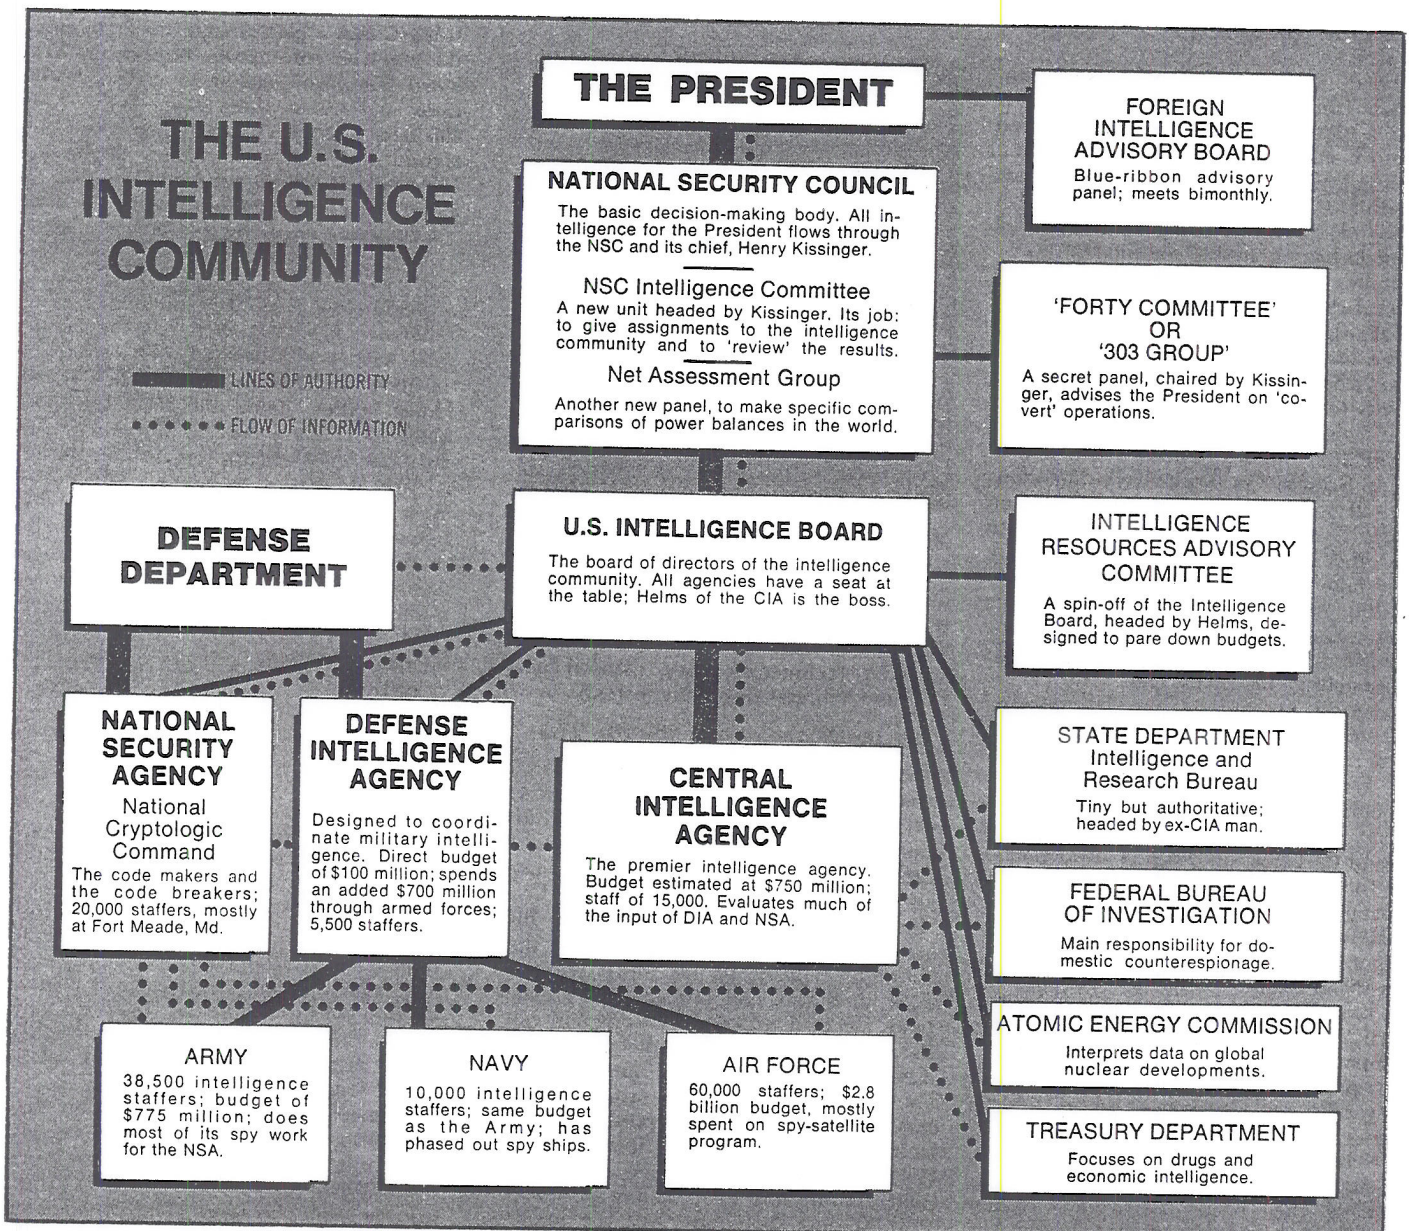 THE U.S.
INTELLIGENCE
COMMUNITY
LINES OF AUTHORITY
FLOW OF INFORMATION
THE PRESIDENT
FOREIGN
INTELLIGENCE
ADVISORY BOARD
Blue-ribbon advisory
panel; meets bimonthly.
NATIONAL SECURITY COUNCIL
The basic decision-making body. All in-
telligence for the President flows through
the NSC and its chief, Henry Kissinger.
NSC Intelligence Committee
A new unit headed by Kissinger. Its job:
to give assignments to the intelligence
community and to 'review' the results.
Net Assessment Group
Another new panel, to make specific com-
parisons of power balances in the world.
'FORTY COMMITTEE'
OR
'303 GROUP'
A secret panel, chaired by Kissin-
ger, advises the President on 'co-
vert' operations.
DEFENSE
DEPARTMENT
U.S. INTELLIGENCE BOARD
The board of directors of the intelligence
community. All agencies have a seat at
the table; Helms of the CIA is the boss.
INTELLIGENCE
RESOURCES ADVISORY
COMMITTEE
A spin-off of the Intelligence
Board, headed by Helms, de-
signed to pare down budgets.
NATIONAL
SECURITY
AGENCY
National
Cryptologic
Command
The code makers and
the code breakers;
20,000 staffers, mostly
at Fort Meade, Md.
DEFENSE
INTELLIGENCE
AGENCY
Designed to coordi-
nate military intelli-
gence. Direct budget
of $100 million; spends
an added $700 million
through armed forces;
5,500 staffers.
CENTRAL
INTELLIGENCE
AGENCY
The premier intelligence agency.
Budget estimated at $750 million;
staff of 15,000. Evaluates much of
the input of DIA and NSA.
STATE DEPARTMENT
Intelligence and
Research Bureau
Tiny but authoritative;
headed by ex-CIA man.
FEDERAL BUREAU
OF INVESTIGATION
Main responsibility for do-
mestic counterespionage.
ATOMIC ENERGY COMMISSION
Interprets data on global
nuclear developments.
TREASURY DEPARTMENT
Focuses on drugs and
economic intelligence.
ARMY
38,500 intelligence
staffers; budget of
$775 million; does
most of its spy work
for the NSA.
NAVY
10,000 intelligence
staffers; same budget
as the Army; has
phased out spy ships.
AIR FORCE
60,000 staffers; $2.8
billion budget, mostly
spent on spy-satellite
program.